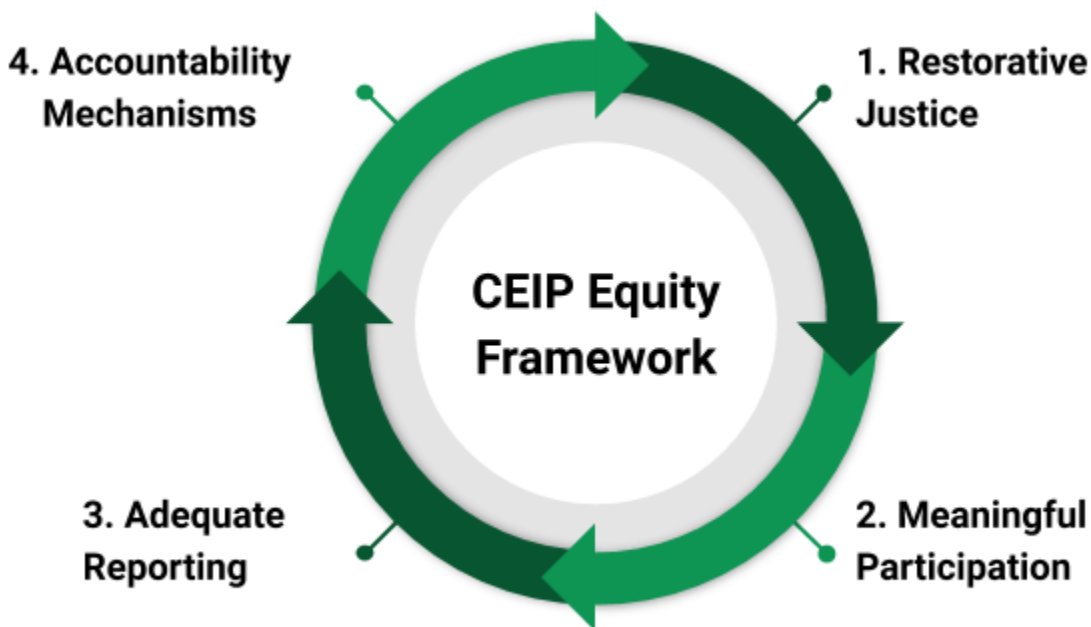 4. Accountability
Mechanisms
1. Restorative
Justice
CEIP Equity
Framework
3. Adequate
Reporting
2. Meaningful
Participation